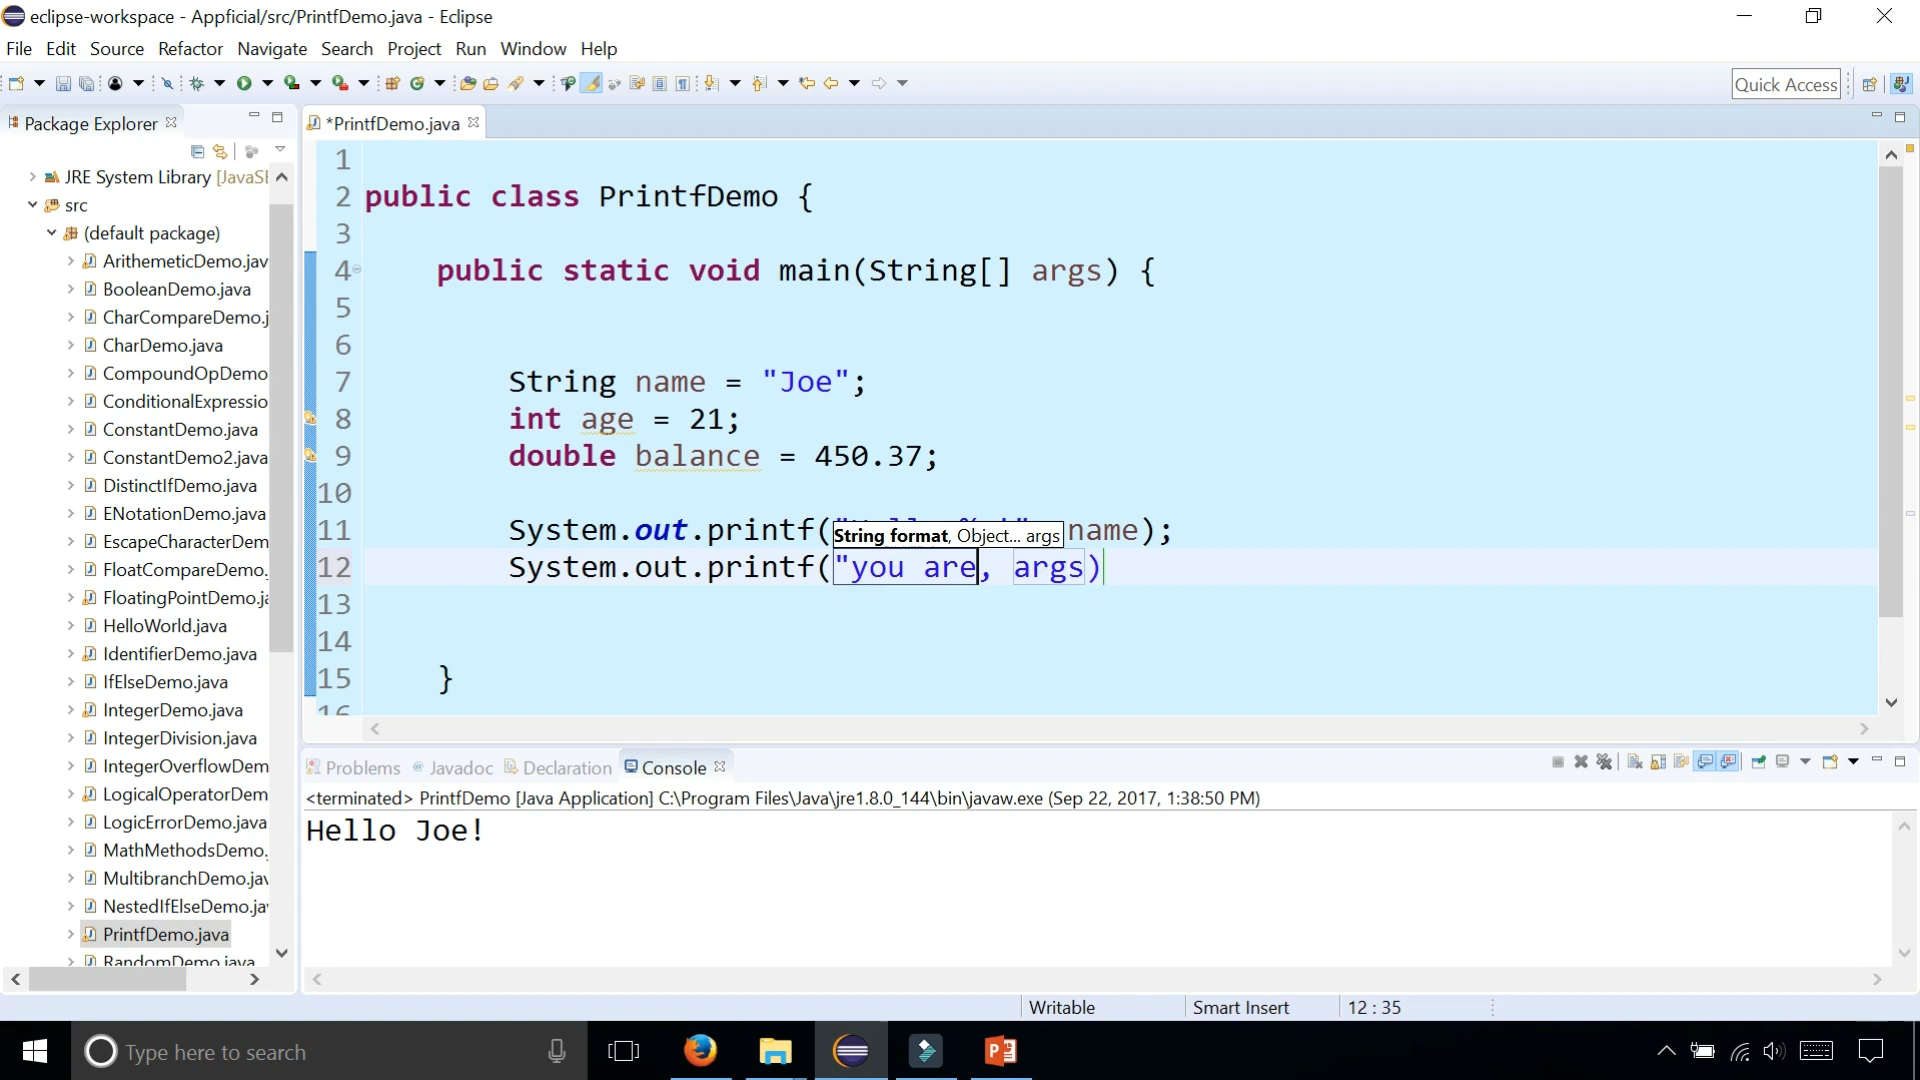 eclipse-workspace - Appficial/src/PrintfDemo.java - Eclipse
File Edit Source Refactor Navigate Search Project Run Window Help
Quick Access
Package Explorer
*PrintfDemo.java
JRE System Library [JavaSE
src
(default package)
ArithemeticDemo.jav
BooleanDemo.java
CharCompareDemo.j
CharDemo.java
CompoundOpDemo
ConditionalExpressio
ConstantDemo.java
ConstantDemo2.java
DistinctIfDemo.java
ENotationDemo.java
EscapeCharacterDem
FloatCompareDemo.
FloatingPointDemo.ja
HelloWorld.java
IdentifierDemo.java
IfElseDemo.java
IntegerDemo.java
IntegerDivision.java
IntegerOverflowDem
LogicalOperatorDem
LogicErrorDemo.java
MathMethodsDemo.
MultibranchDemo.jav
NestedIfElseDemo.jav
PrintfDemo.java
RandomDemo.java
1
2 public class PrintfDemo {
3
4 public static void main(String[] args) {
5
6
7 String name = "Joe";
8 int age = 21;
9 double balance = 450.37;
10
11 System.out.printf( name);
String format, Object... args
12 System.out.printf("you are, args)
13
14
15 }
16
Problems Javadoc Declaration Console
<terminated> PrintfDemo [Java Application] C:\Program Files\Java\jre1.8.0_144\bin\javaw.exe (Sep 22, 2017, 1:38:50 PM)
Hello Joe!
Writable Smart Insert 12 : 35
Type here to search